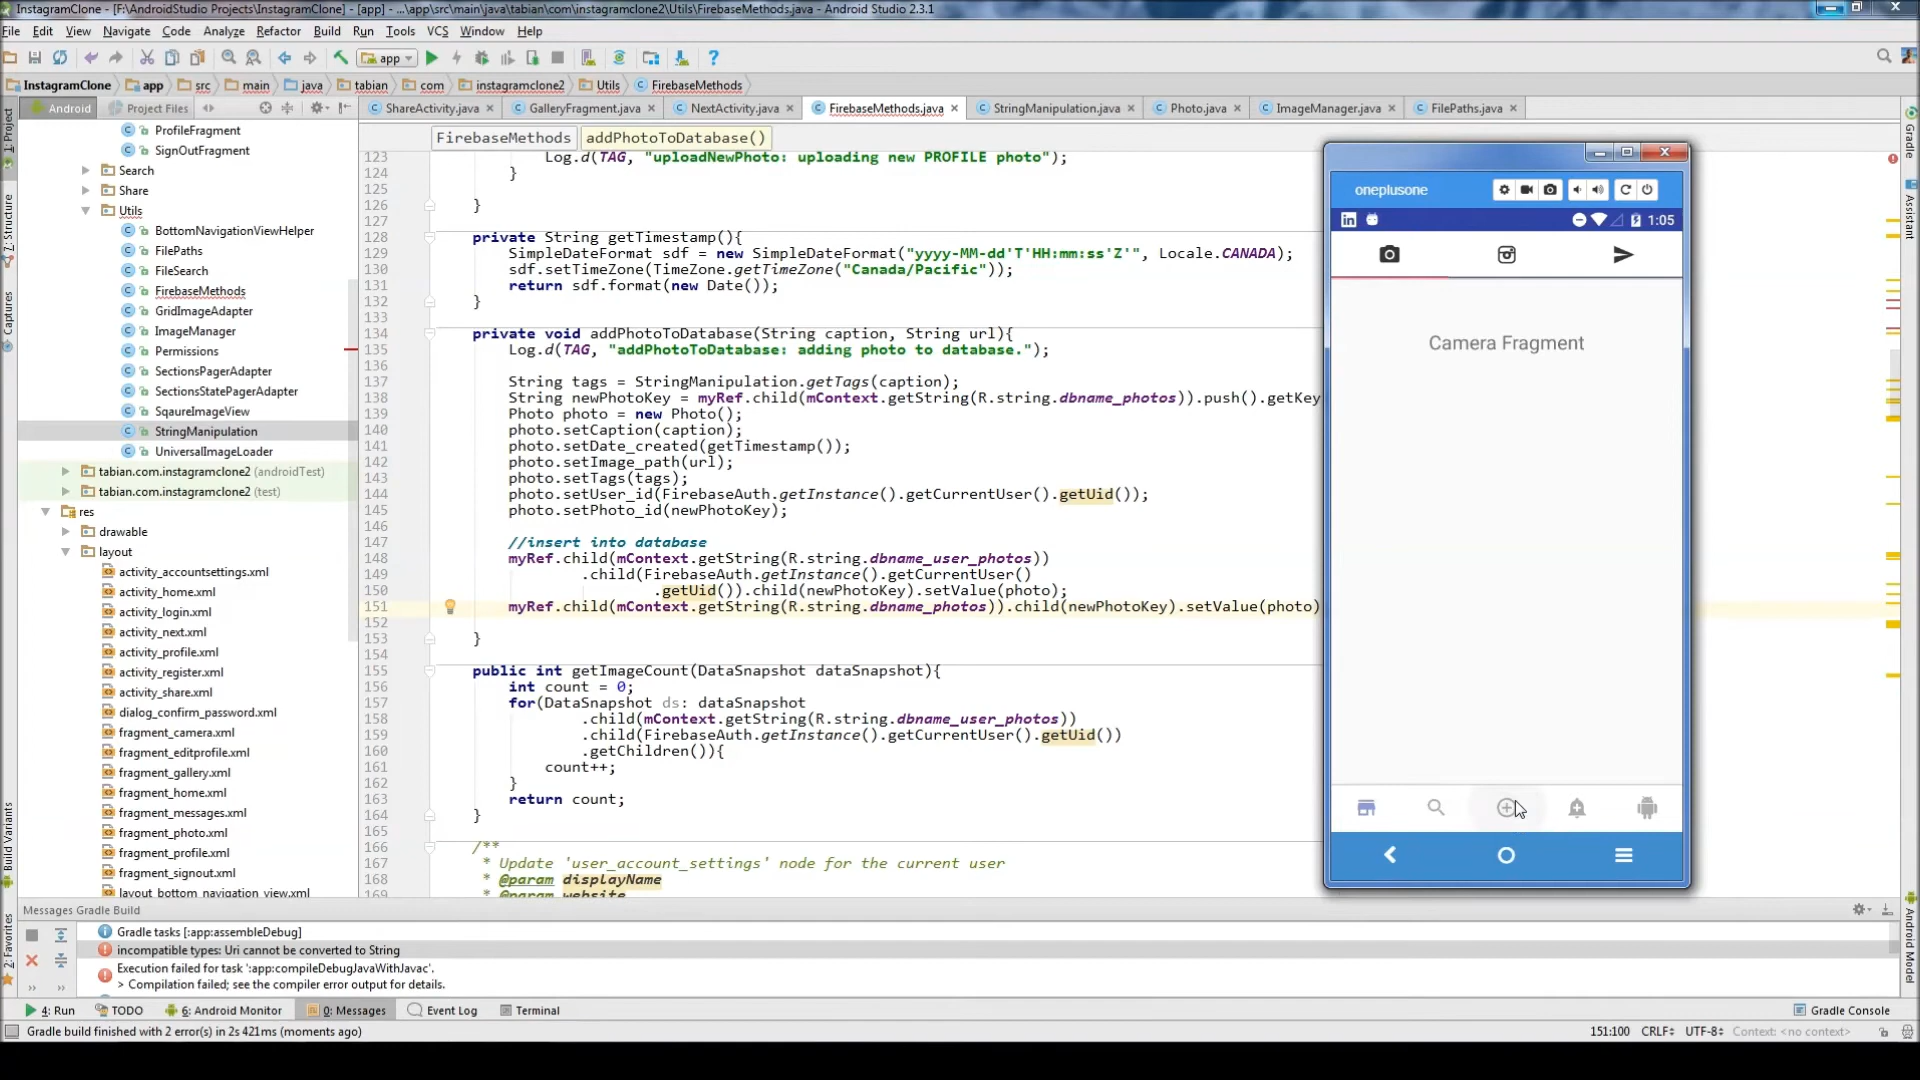 InstagramClone - [F:\AndroidStudio Projects\InstagramClone] - [app] - ...\app\src\main\java\tabian\com\instagramclone2\Utils\FirebaseMethods.java - Android Studio 2.3.1
File Edit View Navigate Code Analyze Refactor Build Run Tools VCS Window Help
app
InstagramClone app src main java tabian com instagramclone2 Utils FirebaseMethods
Android Project Files
ShareActivity.java GalleryFragment.java NextActivity.java FirebaseMethods.java StringManipulation.java Photo.java ImageManager.java FilePaths.java
FirebaseMethods addPhotoToDatabase()
1: Project
7: Structure
Captures
Build Variants
2: Favorites
ProfileFragment
SignOutFragment
Search
Share
Utils
BottomNavigationViewHelper
FilePaths
FileSearch
FirebaseMethods
GridImageAdapter
ImageManager
Permissions
SectionsPagerAdapter
SectionsStatePagerAdapter
SqaureImageView
StringManipulation
UniversalImageLoader
tabian.com.instagramclone2 (androidTest)
tabian.com.instagramclone2 (test)
res
drawable
layout
activity_accountsettings.xml
activity_home.xml
activity_login.xml
activity_next.xml
activity_profile.xml
activity_register.xml
activity_share.xml
dialog_confirm_password.xml
fragment_camera.xml
fragment_editprofile.xml
fragment_gallery.xml
fragment_home.xml
fragment_messages.xml
fragment_photo.xml
fragment_profile.xml
fragment_signout.xml
layout_bottom_navigation_view.xml
123 Log.d(TAG, "uploadNewPhoto: uploading new PROFILE photo");
124 }
125
126 }
127
128 private String getTimestamp(){
129 SimpleDateFormat sdf = new SimpleDateFormat("yyyy-MM-dd'T'HH:mm:ss'Z'", Locale.CANADA);
130 sdf.setTimeZone(TimeZone.getTimeZone("Canada/Pacific"));
131 return sdf.format(new Date());
132 }
133
134 private void addPhotoToDatabase(String caption, String url){
135 Log.d(TAG, "addPhotoToDatabase: adding photo to database.");
136
137 String tags = StringManipulation.getTags(caption);
138 String newPhotoKey = myRef.child(mContext.getString(R.string.dbname_photos)).push().getKey
139 Photo photo = new Photo();
140 photo.setCaption(caption);
141 photo.setDate_created(getTimestamp());
142 photo.setImage_path(url);
143 photo.setTags(tags);
144 photo.setUser_id(FirebaseAuth.getInstance().getCurrentUser().getUid());
145 photo.setPhoto_id(newPhotoKey);
146
147 //insert into database
148 myRef.child(mContext.getString(R.string.dbname_user_photos))
149 .child(FirebaseAuth.getInstance().getCurrentUser()
150 .getUid()).child(newPhotoKey).setValue(photo);
151 myRef.child(mContext.getString(R.string.dbname_photos)).child(newPhotoKey).setValue(photo)
152
153 }
154
155 public int getImageCount(DataSnapshot dataSnapshot){
156 int count = 0;
157 for(DataSnapshot ds: dataSnapshot
158 .child(mContext.getString(R.string.dbname_user_photos))
159 .child(FirebaseAuth.getInstance().getCurrentUser().getUid())
160 .getChildren()){
161 count++;
162 }
163 return count;
164 }
165
166 /**
167 * Update 'user_account_settings' node for the current user
168 * @param displayName
169 * @param website
oneplusone
1:05
Camera Fragment
Gradle
Assistant
Android Model
Messages Gradle Build
Gradle tasks [:app:assembleDebug]
incompatible types: Uri cannot be converted to String
Execution failed for task ':app:compileDebugJavaWithJavac'.
> Compilation failed; see the compiler error output for details.
4: Run TODO 6: Android Monitor 0: Messages Event Log Terminal Gradle Console
Gradle build finished with 2 error(s) in 2s 421ms (moments ago) 151:100 CRLF UTF-8 Context: <no context>